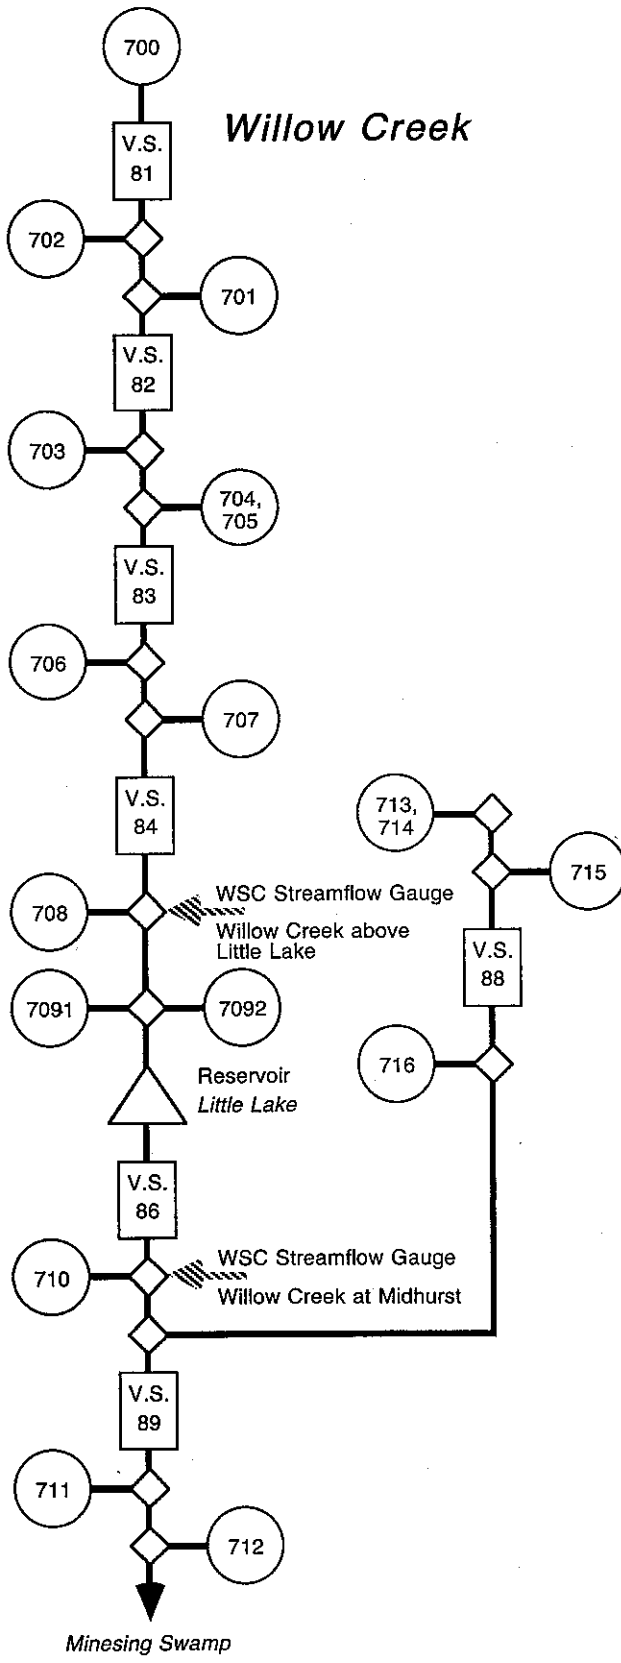 700
Willow Creek
V.S.
81
702
701
V.S.
82
703
704,
705
V.S.
83
706
707
V.S.
84
713,
714
715
708
WSC Streamflow Gauge
Willow Creek above
Little Lake
V.S.
88
7091
7092
716
Reservoir
Little Lake
V.S.
86
710
WSC Streamflow Gauge
Willow Creek at Midhurst
V.S.
89
711
712
Minesing Swamp